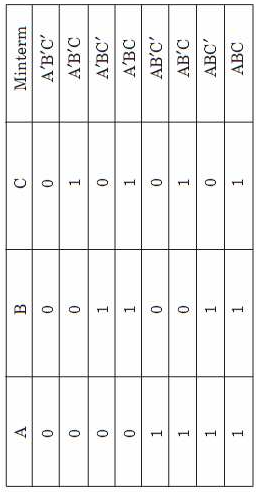 A B C Minterm
0 0 0 A′B′C′
0 0 1 A′B′C
0 1 0 A′BC′
0 1 1 A′BC
1 0 0 AB′C′
1 0 1 AB′C
1 1 0 ABC′
1 1 1 ABC